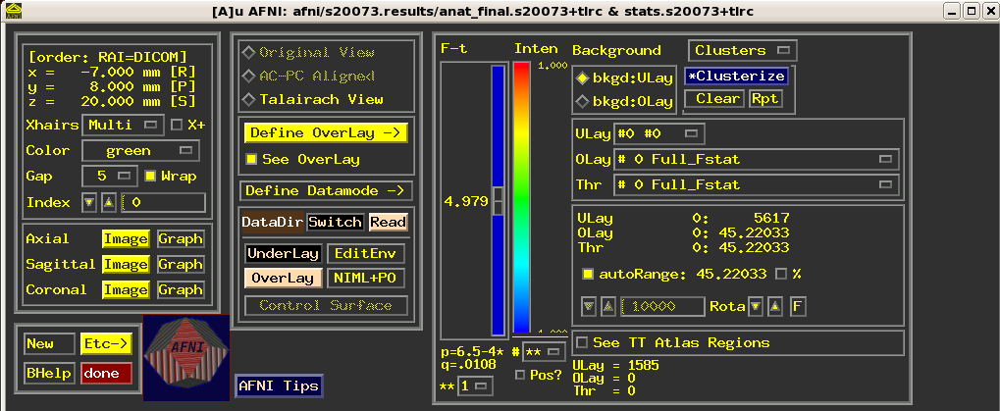 [A]u AFNI: afni/s20073.results/anat_final.s20073+tlrc & stats.s20073+tlrc
[order: RAI=DICOM]
x = -7.000 mm [R]
y = 8.000 mm [P]
z = 20.000 mm [S]
Xhairs Multi X+
Color green
Gap 5 Wrap
Index 0
Axial Image Graph
Sagittal Image Graph
Coronal Image Graph
New Etc->
BHelp done
AFNI
AFNI Tips
Original View
AC-PC Aligned
Talairach View
Define OverLay ->
See OverLay
Define Datamode ->
DataDir Switch Read
UnderLay EditEnv
OverLay NIML+PO
Control Surface
F-t Inten
1.000
4.979
p=6.5-4*
q=.0108
** 1
# **
Pos?
Background
bkgd:ULay
bkgd:OLay
Clusters
*Clusterize
Clear Rpt
ULay #0 #0
OLay # 0 Full_Fstat
Thr # 0 Full_Fstat
ULay 0: 5617
OLay 0: 45.22033
Thr 0: 45.22033
autoRange: 45.22033 %
10000 Rota F
See TT Atlas Regions
ULay = 1585
OLay = 0
Thr = 0